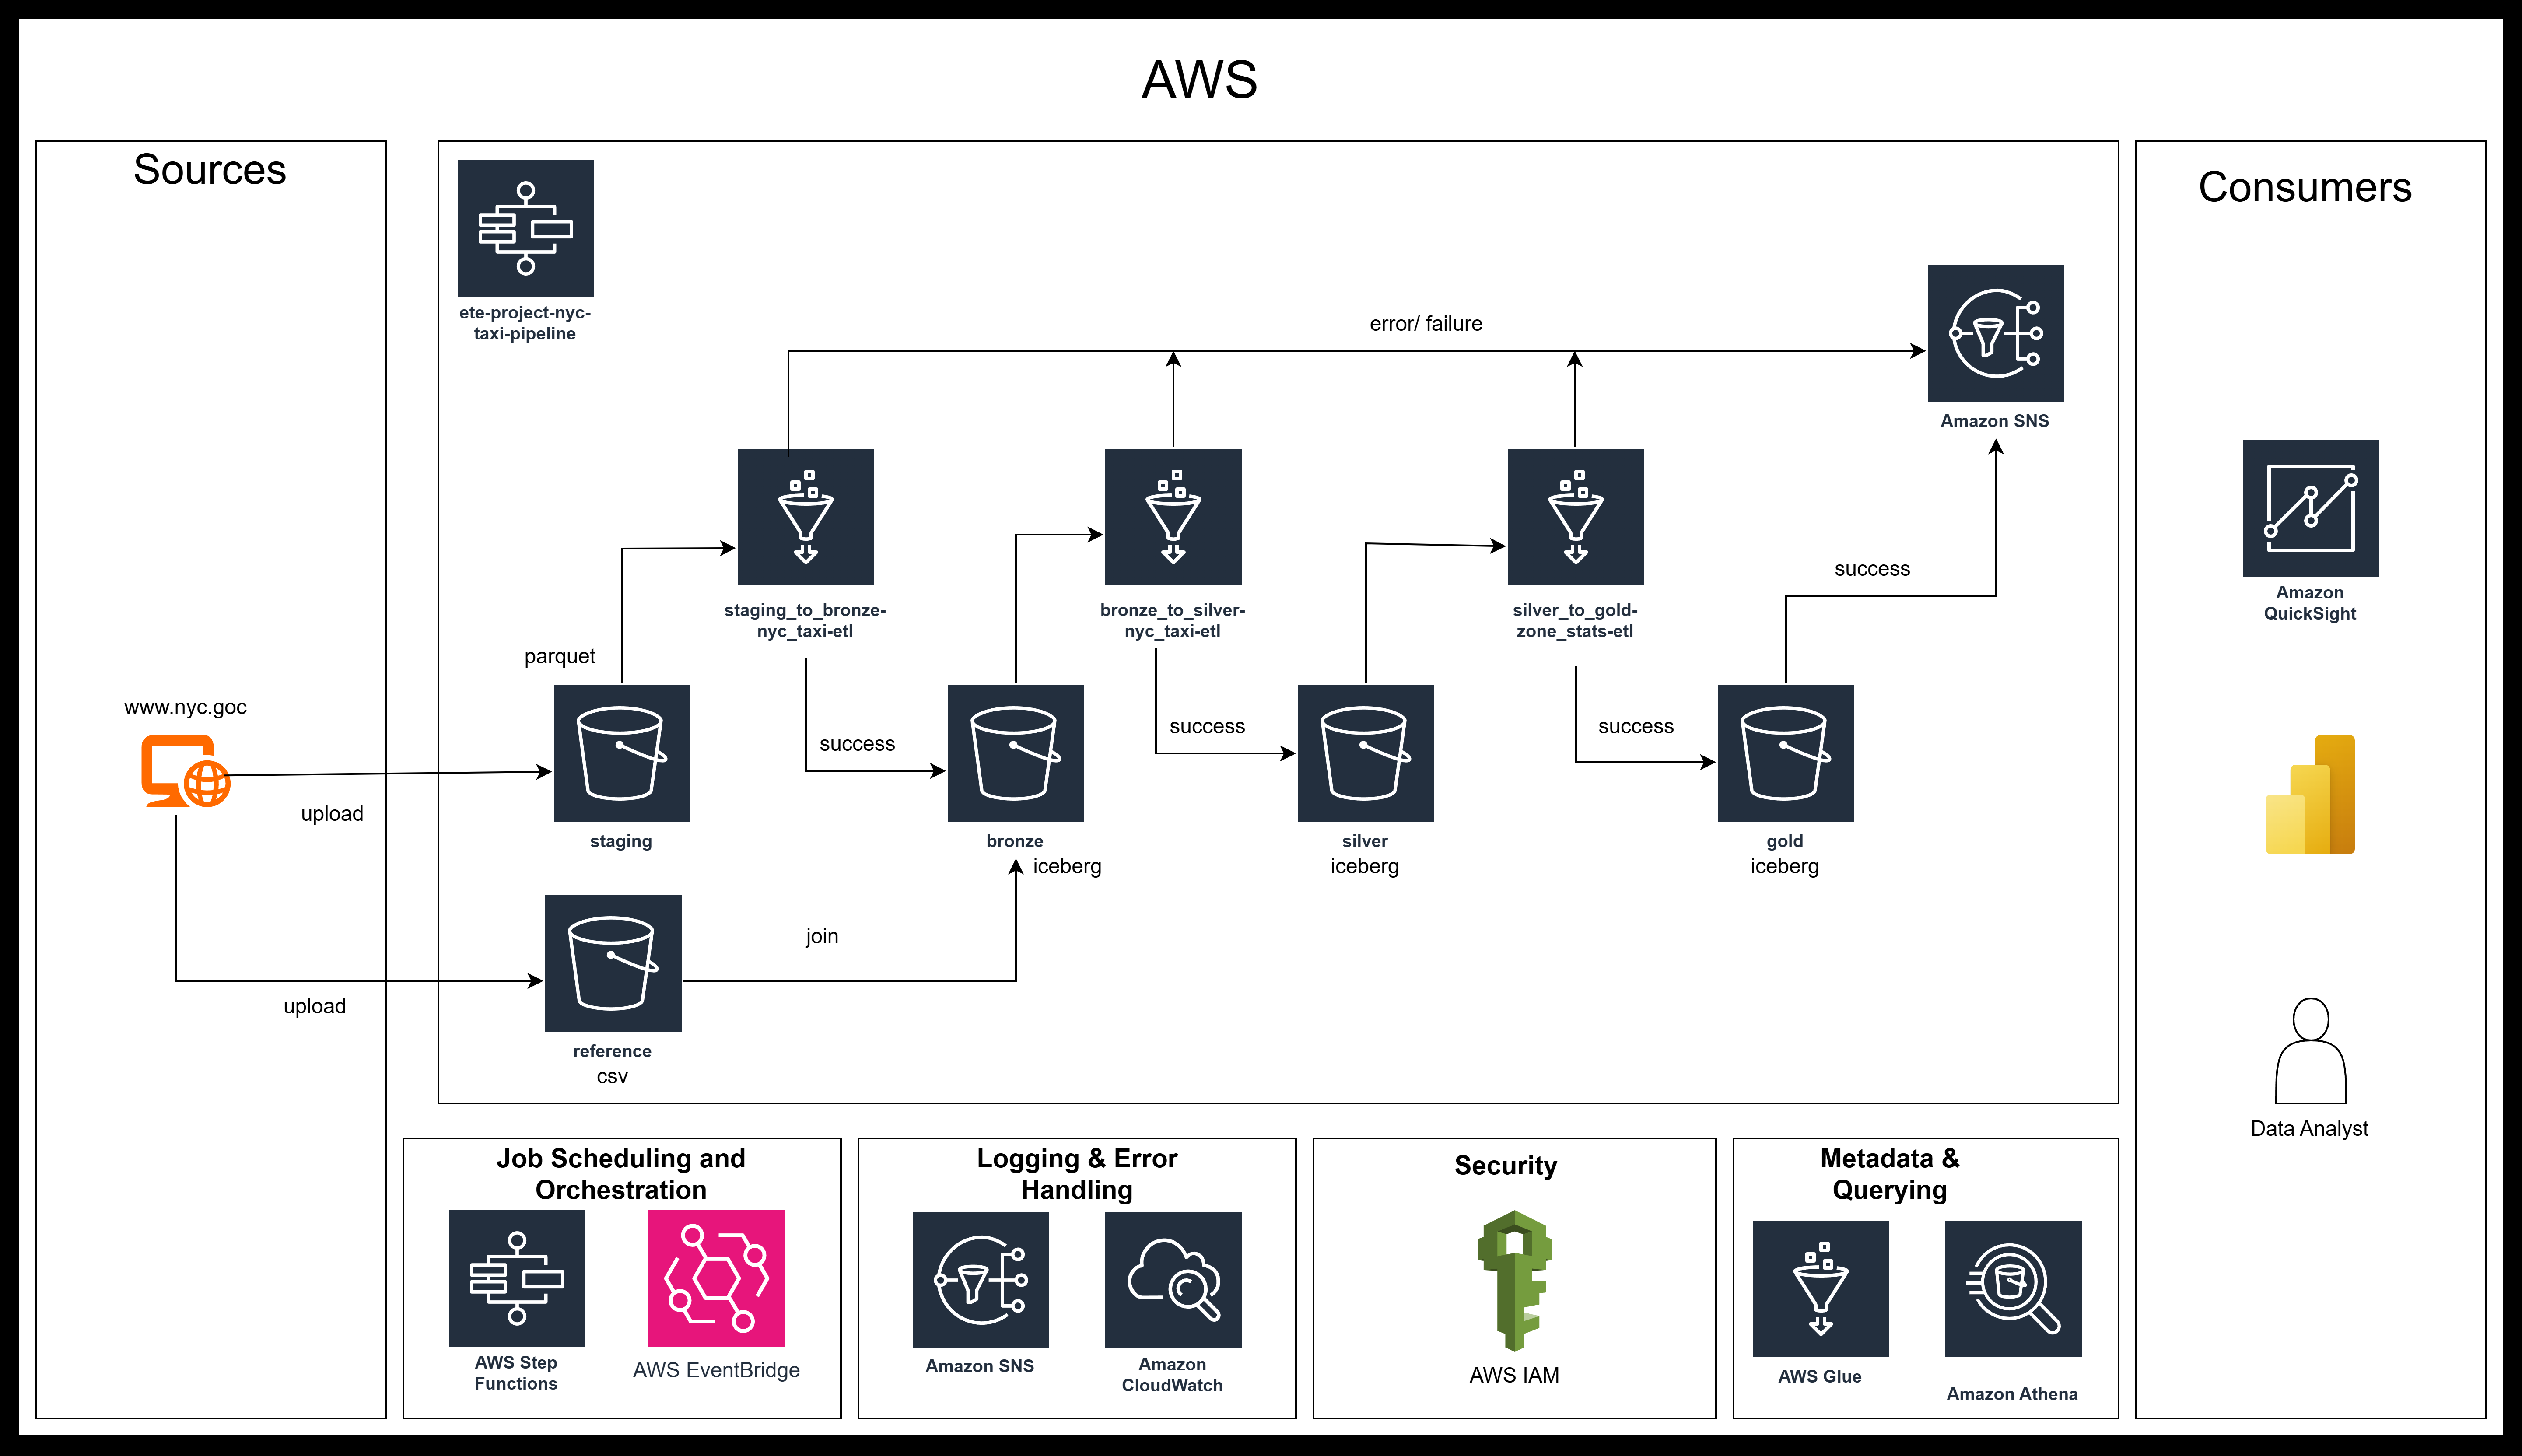 AWS
Sources
Consumers
ete-project-nyc-
taxi-pipeline
error/ failure
Amazon SNS
Amazon
QuickSight
staging_to_bronze-
nyc_taxi-etl
bronze_to_silver-
nyc_taxi-etl
silver_to_gold-
zone_stats-etl
success
parquet
www.nyc.goc
success
success
success
upload
staging
bronze
iceberg
silver
iceberg
gold
iceberg
join
upload
reference
csv
Data Analyst
Job Scheduling and
Orchestration
AWS Step
Functions
AWS EventBridge
Logging & Error
Handling
Amazon SNS
Amazon
CloudWatch
Security
AWS IAM
Metadata &
Querying
AWS Glue
Amazon Athena